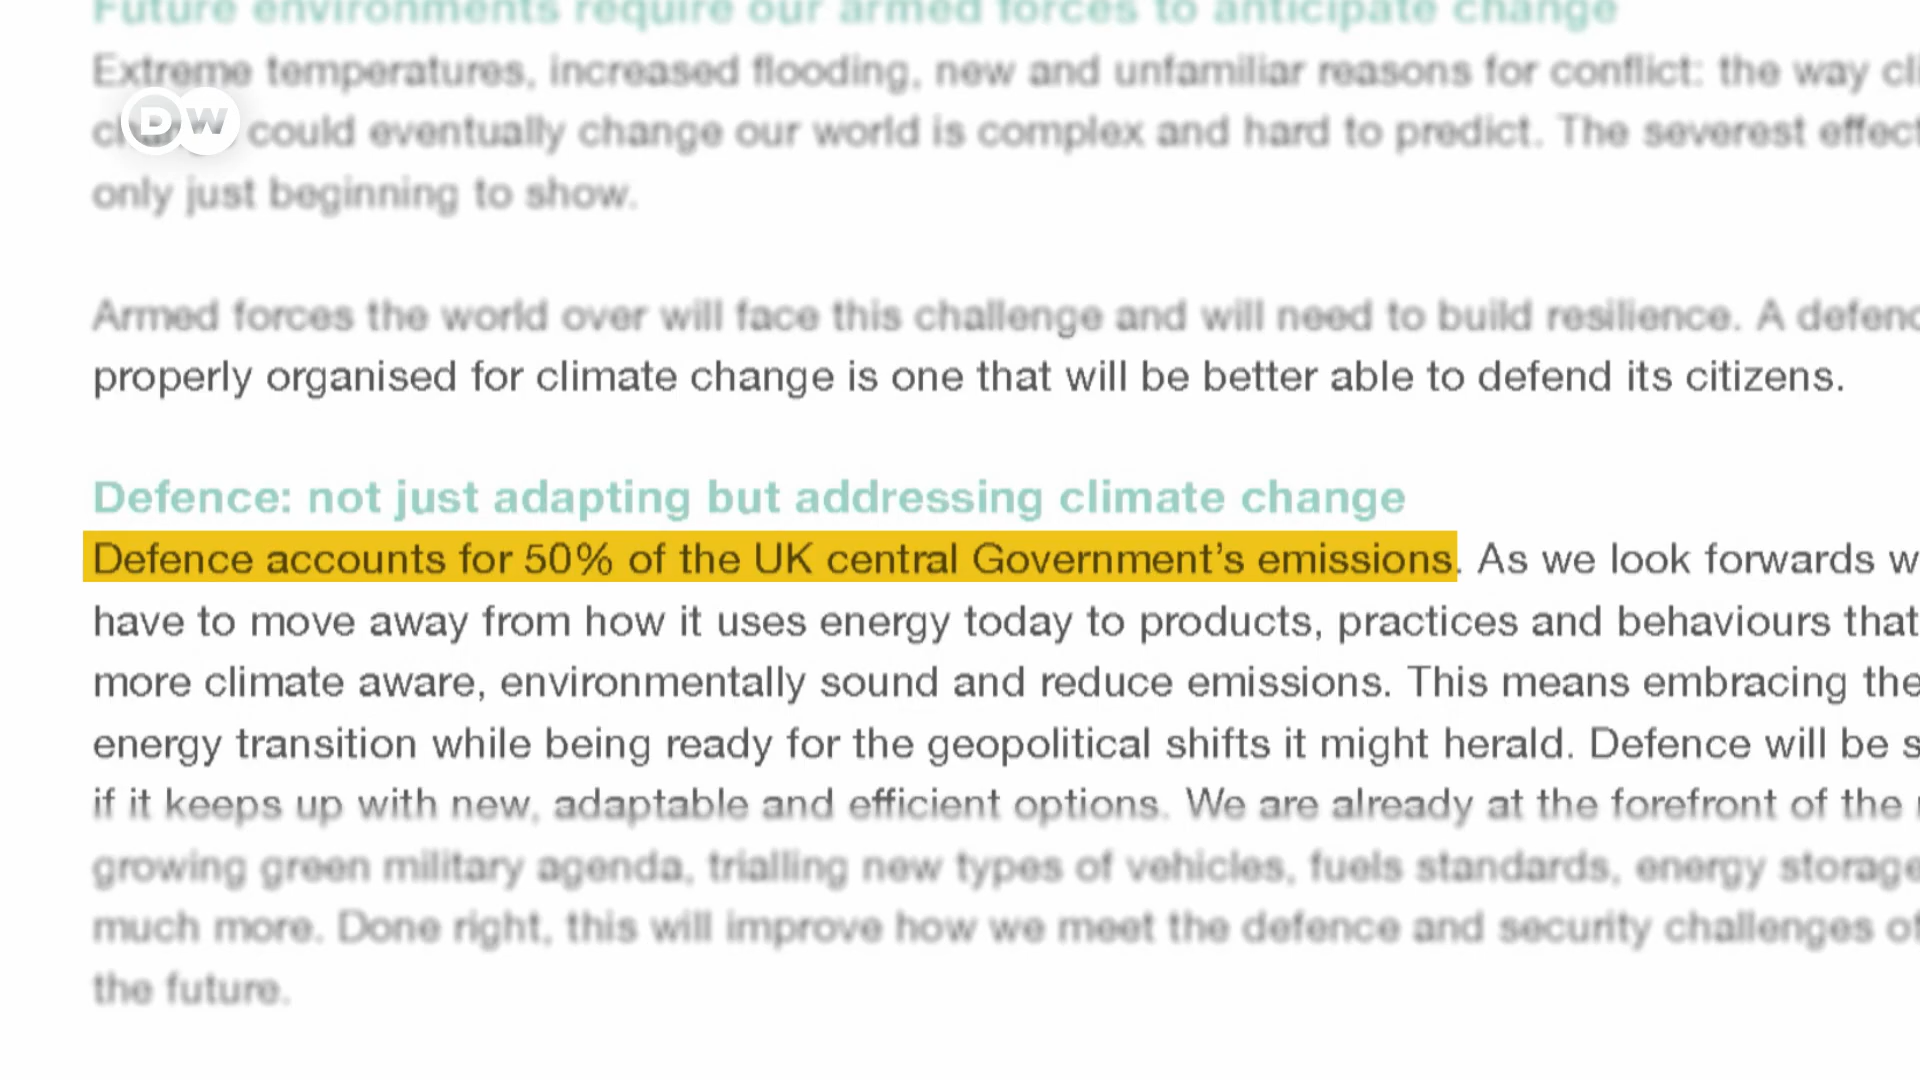 Future environments require our armed forces to anticipate change
Extreme temperatures, increased flooding, new and unfamiliar reasons for conflict: the way cli
DW could eventually change our world is complex and hard to predict. The severest effect
only just beginning to show.
Armed forces the world over will face this challenge and will need to build resilience. A defenc
properly organised for climate change is one that will be better able to defend its citizens.
Defence: not just adapting but addressing climate change
Defence accounts for 50% of the UK central Government’s emissions. As we look forwards w
have to move away from how it uses energy today to products, practices and behaviours that
more climate aware, environmentally sound and reduce emissions. This means embracing the
energy transition while being ready for the geopolitical shifts it might herald. Defence will be s
if it keeps up with new, adaptable and efficient options. We are already at the forefront of the
growing green military agenda, trialling new types of vehicles, fuels standards, energy storage
much more. Done right, this will improve how we meet the defence and security challenges of
the future.